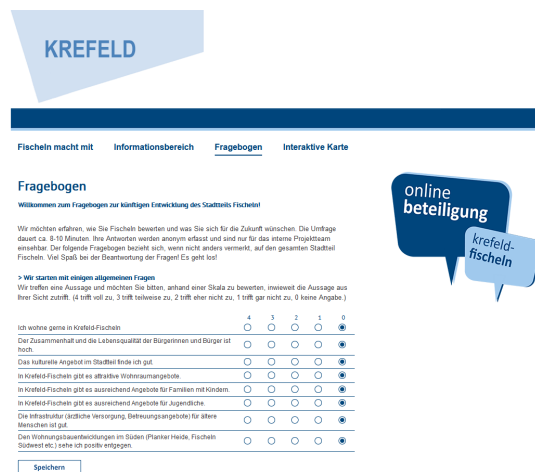 KREFELD
Fischeln macht mit Informationsbereich Fragebogen Interaktive Karte
Fragebogen
Willkommen zum Fragebogen zur künftigen Entwicklung des Stadtteils Fischeln!
Wir möchten erfahren, wie Sie Fischeln bewerten und was Sie sich für die Zukunft wünschen. Die Umfrage
dauert ca. 8-10 Minuten. Ihre Antworten werden anonym erfasst und sind nur für das interne Projektteam
einsehbar. Der folgende Fragebogen bezieht sich, wenn nicht anders vermerkt, auf den gesamten Stadtteil
Fischeln. Viel Spaß bei der Beantwortung der Fragen! Es geht los!
> Wir starten mit einigen allgemeinen Fragen
Wir treffen eine Aussage und möchten Sie bitten, anhand einer Skala zu bewerten, inwieweit die Aussage aus
Ihrer Sicht zutrifft. (4 trifft voll zu, 3 trifft teilweise zu, 2 trifft eher nicht zu, 1 trifft gar nicht zu, 0 keine Angabe.)
4 3 2 1 0
Ich wohne gerne in Krefeld-Fischeln
Der Zusammenhalt und die Lebensqualität der Bürgerinnen und Bürger ist
hoch.
Das kulturelle Angebot im Stadtteil finde ich gut.
In Krefeld-Fischeln gibt es attraktive Wohnraumangebote.
In Krefeld-Fischeln gibt es ausreichend Angebote für Familien mit Kindern.
In Krefeld-Fischeln gibt es ausreichend Angebote für Jugendliche.
Die Infrastruktur (ärztliche Versorgung, Betreuungsangebote) für ältere
Menschen ist gut.
Den Wohnungsbauentwicklungen im Süden (Planker Heide, Fischeln
Südwest etc.) sehe ich positiv entgegen.
Speichern
online
beteiligung
krefeld-
fischeln